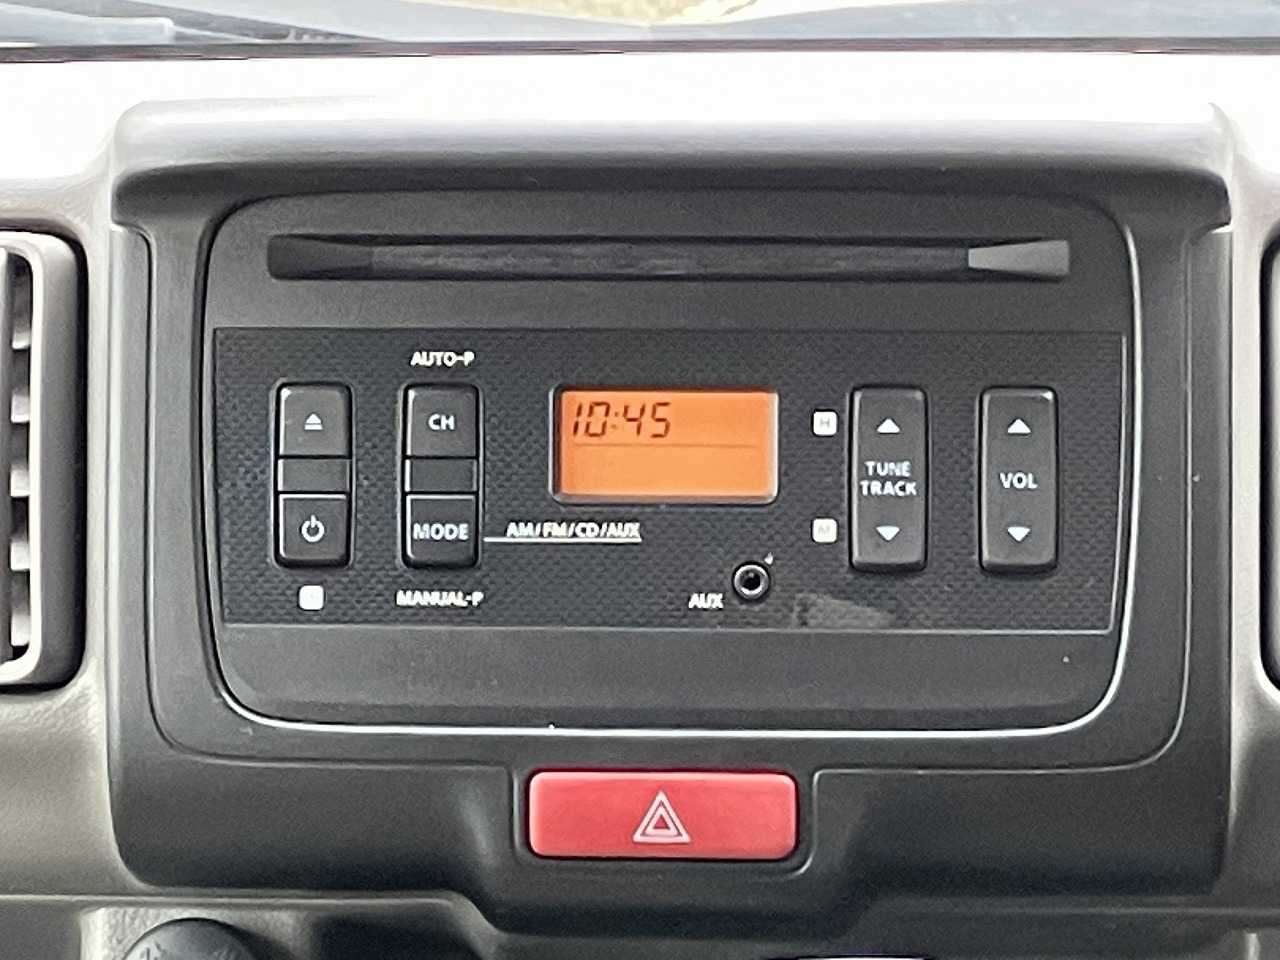 AUTO-P
CH
10:45
H
TUNE
TRACK
VOL
MODE
AM/FM/CD/AUX
M
MANUAL-P
AUX